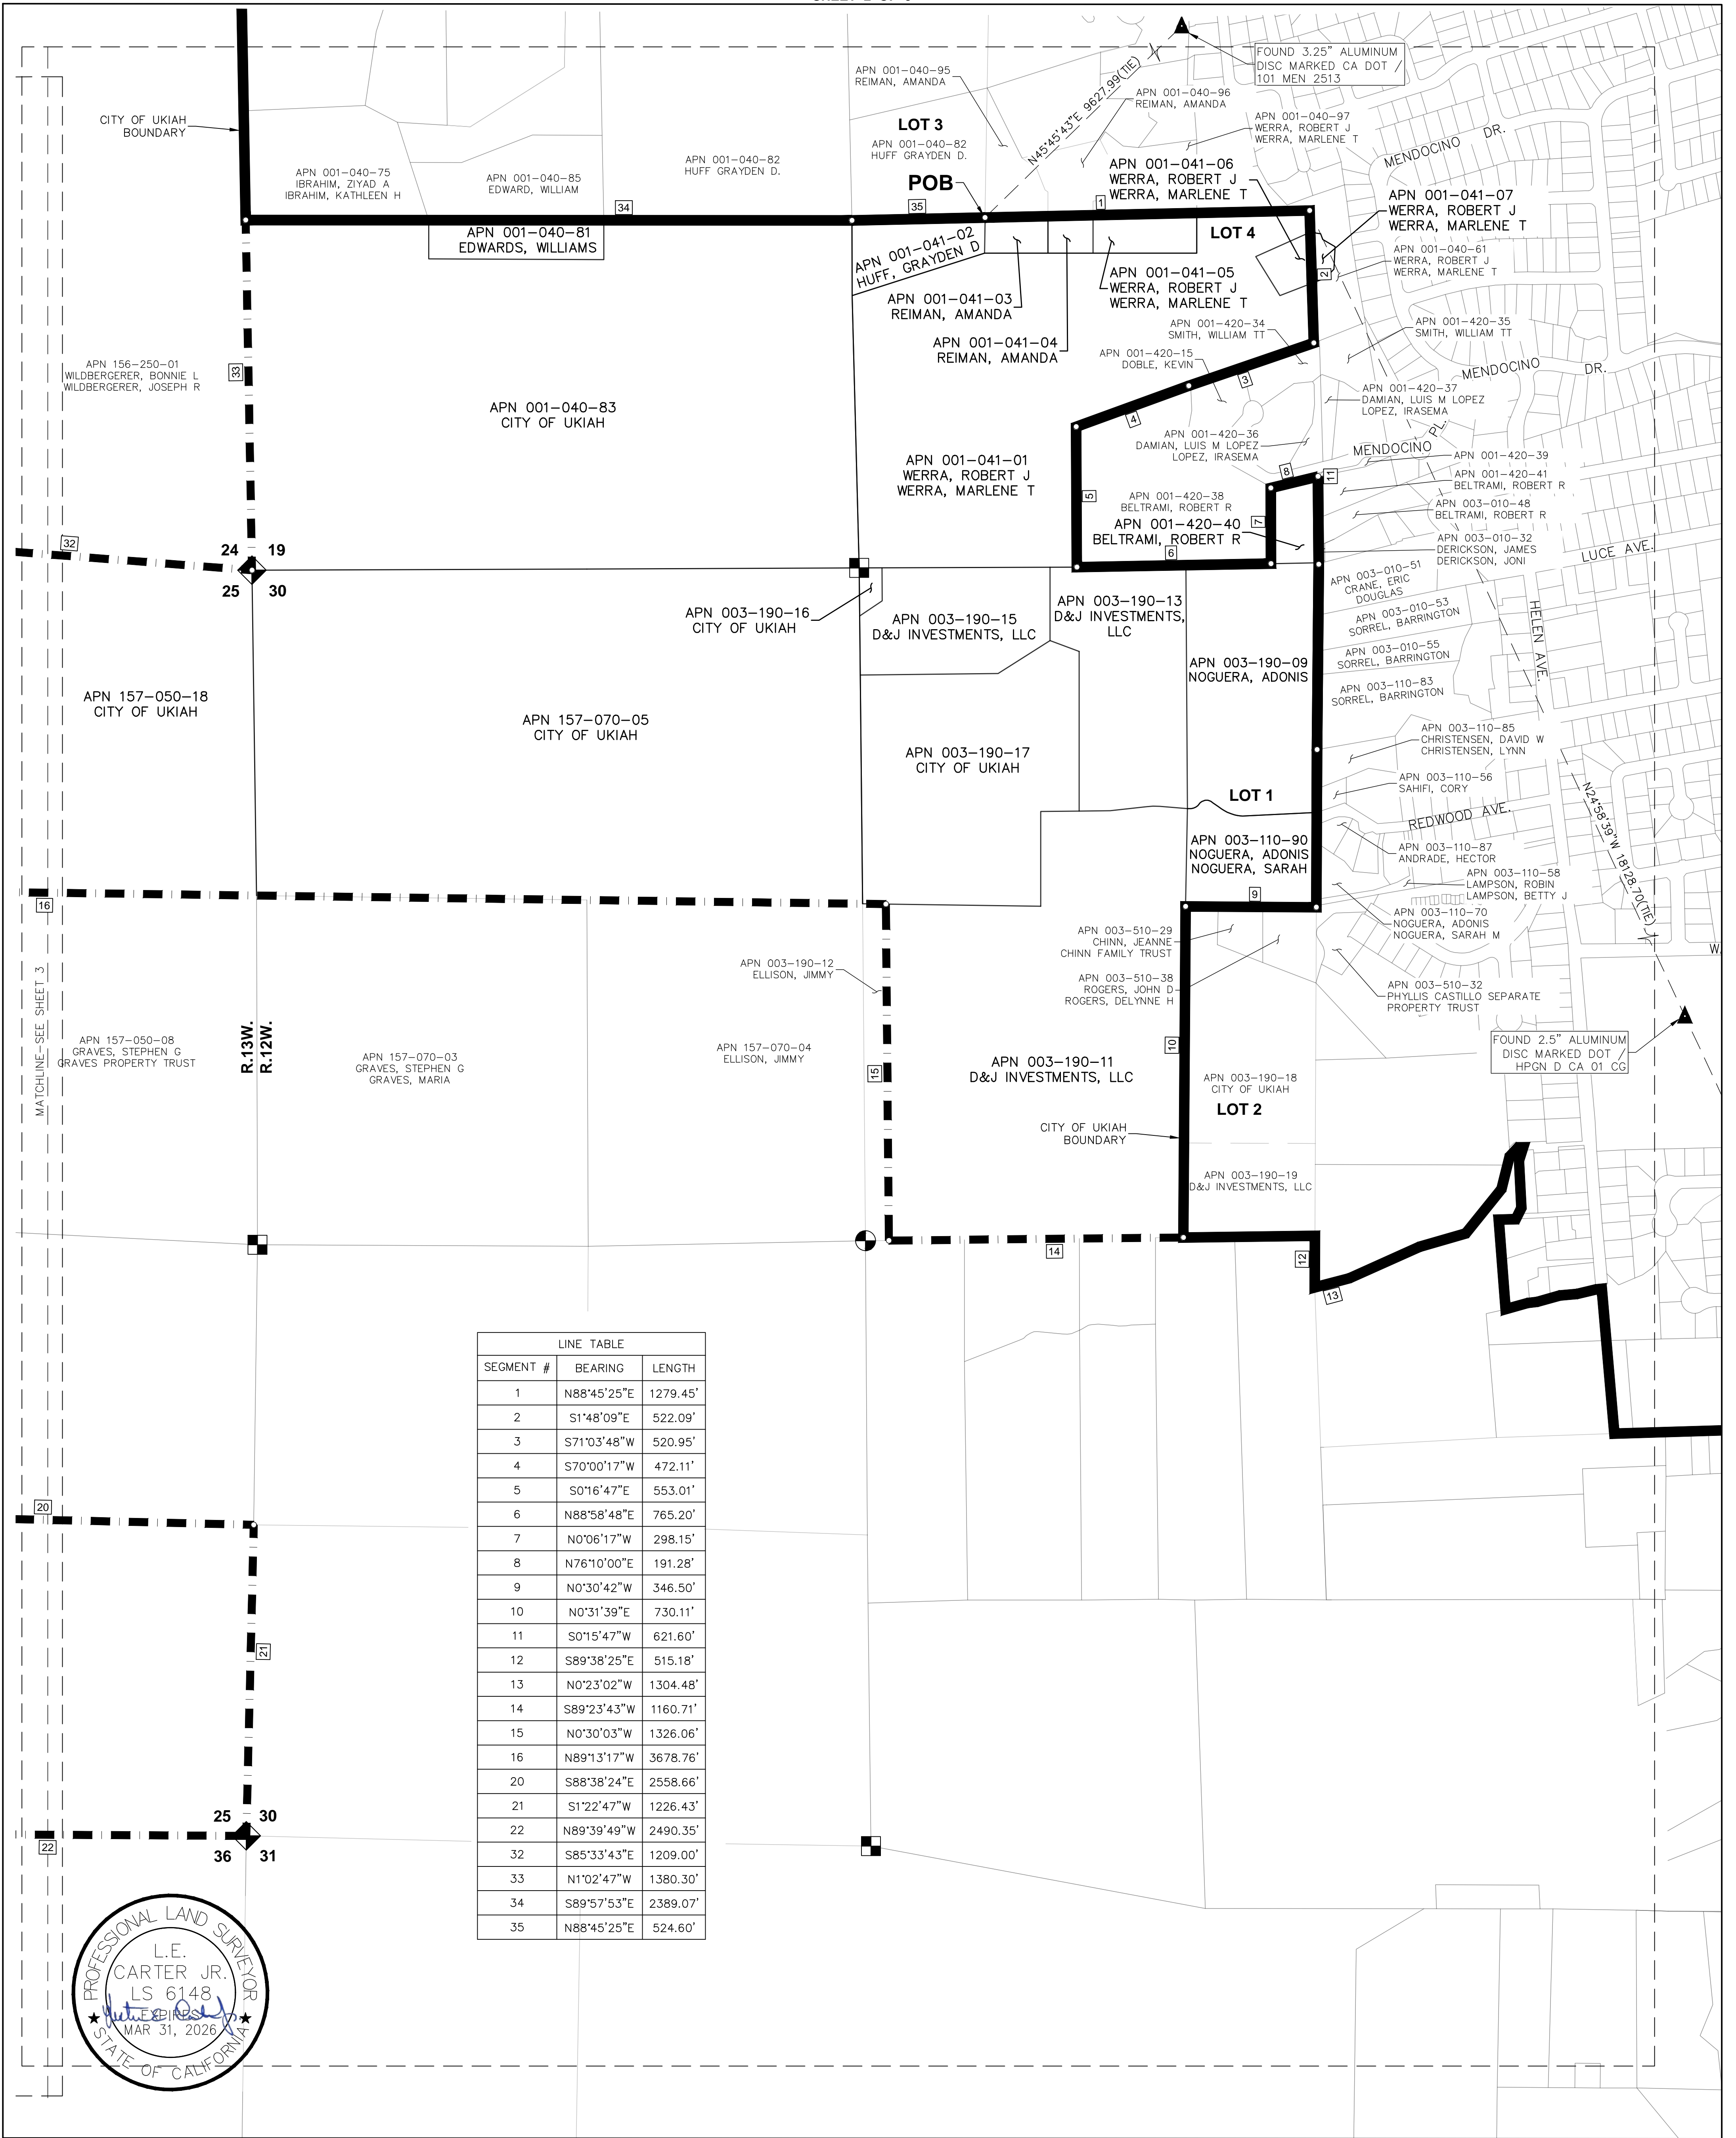 CITY OF UKIAH
BOUNDARY
APN 001-040-75
IBRAHIM, ZIYAD A
IBRAHIM, KATHLEEN H
APN 001-040-85
EDWARD, WILLIAM
APN 001-040-82
HUFF GRAYDEN D.
APN 001-040-95
REIMAN, AMANDA
LOT 3
APN 001-040-82
HUFF GRAYDEN D.
POB
N45°45'43"E 9627.99(TIE)
FOUND 3.25" ALUMINUM
DISC MARKED CA DOT /
101 MEN 2513
APN 001-040-96
REIMAN, AMANDA
APN 001-040-97
WERRA, ROBERT J
WERRA, MARLENE T
APN 001-041-06
WERRA, ROBERT J
WERRA, MARLENE T
MENDOCINO DR.
APN 001-041-07
WERRA, ROBERT J
WERRA, MARLENE T
34
35
1
2
APN 001-040-81
EDWARDS, WILLIAMS
APN 001-041-02
HUFF, GRAYDEN D
LOT 4
APN 001-040-61
WERRA, ROBERT J
WERRA, MARLENE T
APN 001-041-03
REIMAN, AMANDA
APN 001-041-05
WERRA, ROBERT J
WERRA, MARLENE T
APN 001-041-04
REIMAN, AMANDA
APN 001-420-34
SMITH, WILLIAM TT
APN 001-420-35
SMITH, WILLIAM TT
APN 001-420-15
DOBLE, KEVIN
MENDOCINO DR.
33
APN 156-250-01
WILDBERGERER, BONNIE L
WILDBERGERER, JOSEPH R
3
4
APN 001-420-37
DAMIAN, LUIS M LOPEZ
LOPEZ, IRASEMA
APN 001-040-83
CITY OF UKIAH
APN 001-420-36
DAMIAN, LUIS M LOPEZ
LOPEZ, IRASEMA
MENDOCINO PL.
APN 001-041-01
WERRA, ROBERT J
WERRA, MARLENE T
8
11
APN 001-420-39
APN 001-420-41
BELTRAMI, ROBERT R
5
APN 001-420-38
BELTRAMI, ROBERT R
APN 001-420-40
BELTRAMI, ROBERT R
7
6
APN 003-010-48
BELTRAMI, ROBERT R
APN 003-010-32
DERICKSON, JAMES
DERICKSON, JONI
LUCE AVE.
32
24 19
25 30
APN 003-190-16
CITY OF UKIAH
APN 003-190-15
D&J INVESTMENTS, LLC
APN 003-190-13
D&J INVESTMENTS,
LLC
APN 003-010-51
CRANE, ERIC
DOUGLAS
APN 003-010-53
SORREL, BARRINGTON
HELEN AVE.
APN 003-010-55
SORREL, BARRINGTON
APN 003-190-09
NOGUERA, ADONIS
APN 003-110-83
SORREL, BARRINGTON
APN 157-050-18
CITY OF UKIAH
APN 157-070-05
CITY OF UKIAH
APN 003-190-17
CITY OF UKIAH
APN 003-110-85
CHRISTENSEN, DAVID W
CHRISTENSEN, LYNN
APN 003-110-56
SAHIFI, CORY
LOT 1
REDWOOD AVE.
N24°58'39"W 18128.70(TIE)
APN 003-110-90
NOGUERA, ADONIS
NOGUERA, SARAH
APN 003-110-87
ANDRADE, HECTOR
APN 003-110-58
LAMPSON, ROBIN
LAMPSON, BETTY J
16
9
APN 003-110-70
NOGUERA, ADONIS
NOGUERA, SARAH M
APN 003-510-29
CHINN, JEANNE
CHINN FAMILY TRUST
W.
APN 003-190-12
ELLISON, JIMMY
APN 003-510-38
ROGERS, JOHN D
ROGERS, DELYNNE H
APN 003-510-32
PHYLLIS CASTILLO SEPARATE
PROPERTY TRUST
MATCHLINE-SEE SHEET 3
APN 157-050-08
GRAVES, STEPHEN G
GRAVES PROPERTY TRUST
R.13W.
R.12W.
APN 157-070-03
GRAVES, STEPHEN G
GRAVES, MARIA
APN 157-070-04
ELLISON, JIMMY
15
APN 003-190-11
D&J INVESTMENTS, LLC
10
APN 003-190-18
CITY OF UKIAH
LOT 2
FOUND 2.5" ALUMINUM
DISC MARKED DOT /
HPGN D CA 01 CG
CITY OF UKIAH
BOUNDARY
APN 003-190-19
D&J INVESTMENTS, LLC
14
12
13
LINE TABLE
SEGMENT # BEARING LENGTH
1 N88°45'25"E 1279.45'
2 S1°48'09"E 522.09'
3 S71°03'48"W 520.95'
4 S70°00'17"W 472.11'
5 S0°16'47"E 553.01'
6 N88°58'48"E 765.20'
7 N0°06'17"W 298.15'
8 N76°10'00"E 191.28'
9 N0°30'42"W 346.50'
10 N0°31'39"E 730.11'
11 S0°15'47"W 621.60'
12 S89°38'25"E 515.18'
13 N0°23'02"W 1304.48'
14 S89°23'43"W 1160.71'
15 N0°30'03"W 1326.06'
16 N89°13'17"W 3678.76'
20 S88°38'24"E 2558.66'
21 S1°22'47"W 1226.43'
22 N89°39'49"W 2490.35'
32 S85°33'43"E 1209.00'
33 N1°02'47"W 1380.30'
34 S89°57'53"E 2389.07'
35 N88°45'25"E 524.60'
20
21
25 30
36 31
22
PROFESSIONAL LAND SURVEYOR
L.E.
CARTER JR.
LS 6148
EXPIRES
MAR 31, 2026
STATE OF CALIFORNIA